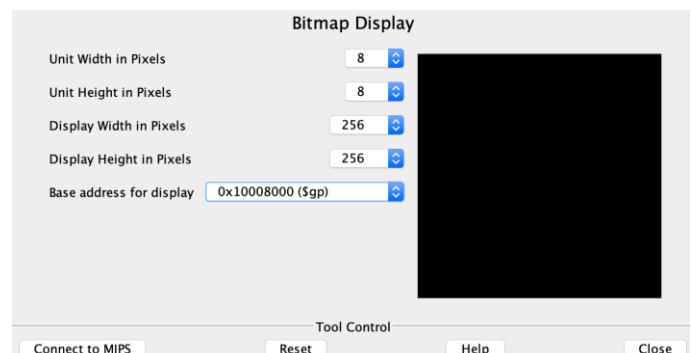 Bitmap Display
Unit Width in Pixels 8
Unit Height in Pixels 8
Display Width in Pixels 256
Display Height in Pixels 256
Base address for display 0x10008000 ($gp)
Tool Control
Connect to MIPS Reset Help Close